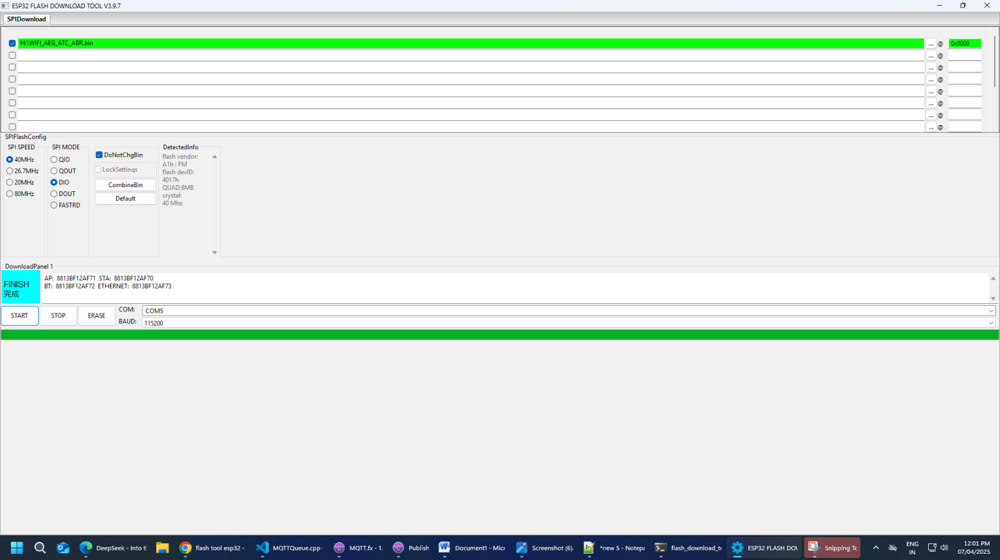 ESP32 FLASH DOWNLOAD TOOL V3.9.7
SPIDownload
H:\WIFI_AEG_ATC_ABR.bin ... @ 0x0000
... @
... @
... @
... @
... @
... @
... @
SPIFlashConfig
SPI SPEED
40MHz
26.7MHz
20MHz
80MHz
SPI MODE
QIO
QOUT
DIO
DOUT
FASTRD
DoNotChgBin
LockSettings
CombineBin
Default
DetectedInfo
flash vendor:
A1h : FM
flash devID:
4017h
QUAD;8MB
crystal:
40 Mhz
DownloadPanel 1
FINISH
完成
AP: 8813BF12AF71 STA: 8813BF12AF70
BT: 8813BF12AF72 ETHERNET: 8813BF12AF73
START STOP ERASE
COM: COM5
BAUD: 115200
DeepSeek - Into t
flash tool esp32 -
MQTTQueue.cpp
MQTT.fx - 1.
Publish
Document1 - Micr
Screenshot (6).
*new 5 - Notepa
flash_download_t
ESP32 FLASH DOV
Snipping To
ENG
IN
12:01 PM
07/04/2025